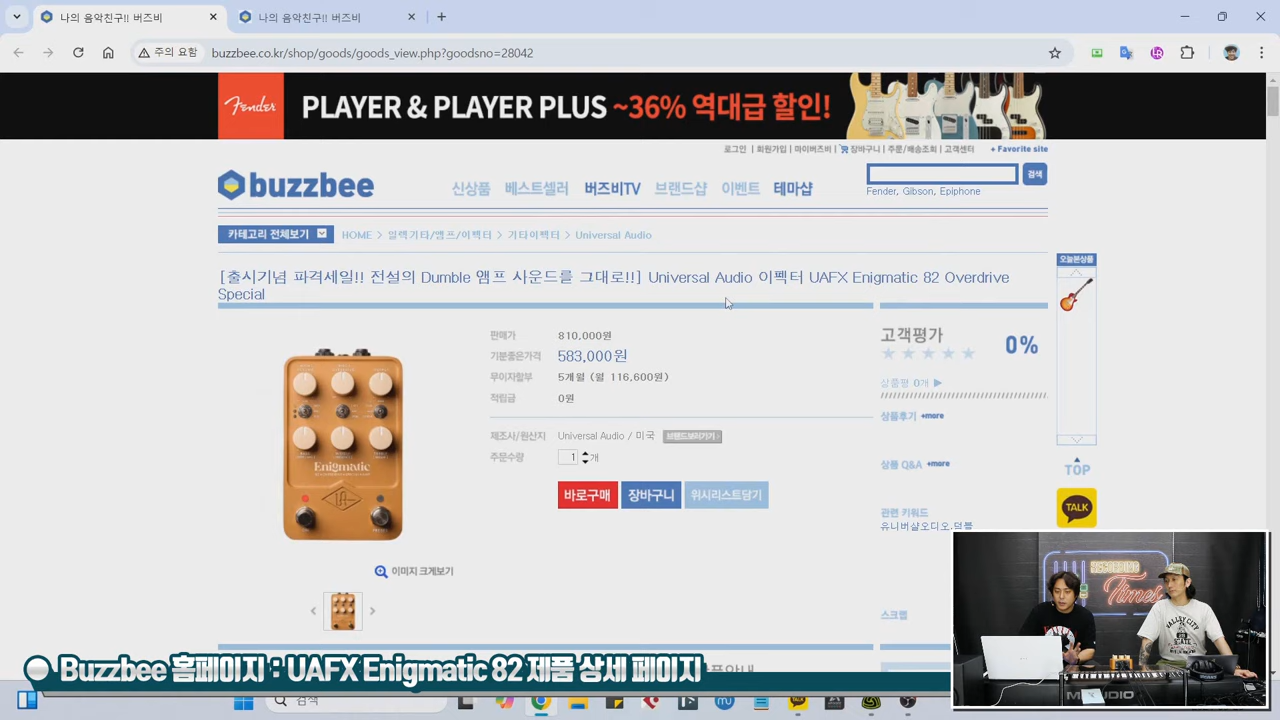 나의 음악친구!! 버즈비
나의 음악친구!! 버즈비
주의 요함
buzzbee.co.kr/shop/goods/goods_view.php?goodsno=28042
Fender
PLAYER & PLAYER PLUS ~36% 역대급 할인!
로그인 | 회원가입 | 마이버즈비 | 장바구니 | 주문/배송조회 | 고객센터 + Favorite site
buzzbee
신상품 베스트셀러 버즈비TV 브랜드샵 이벤트 테마샵
검색
Fender, Gibson, Epiphone
카테고리 전체보기
HOME > 일렉기타/앰프/이펙터 > 기타이펙터 > Universal Audio
오늘본상품
[출시기념 파격세일!! 전설의 Dumble 앰프 사운드를 그대로!!] Universal Audio 이펙터 UAFX Enigmatic 82 Overdrive
Special
판매가 810,000원
기분좋은가격 583,000원
무이자할부 5개월 (월 116,600원)
적립금 0원
제조사/원산지 Universal Audio / 미국 브랜드보러가기
주문수량 1 개
바로구매 장바구니 위시리스트담기
Enigmatic
이미지 크게보기
고객평가 0%
상품평 0개
상품후기 +more
상품 Q&A +more
관련 키워드
유니버셜오디오,덤블
스크랩
TOP
TALK
Times
VALLEY CITY
Buzzbee 홈페이지 : UAFX Enigmatic 82 제품 상세 페이지
검색
M-AUDIO